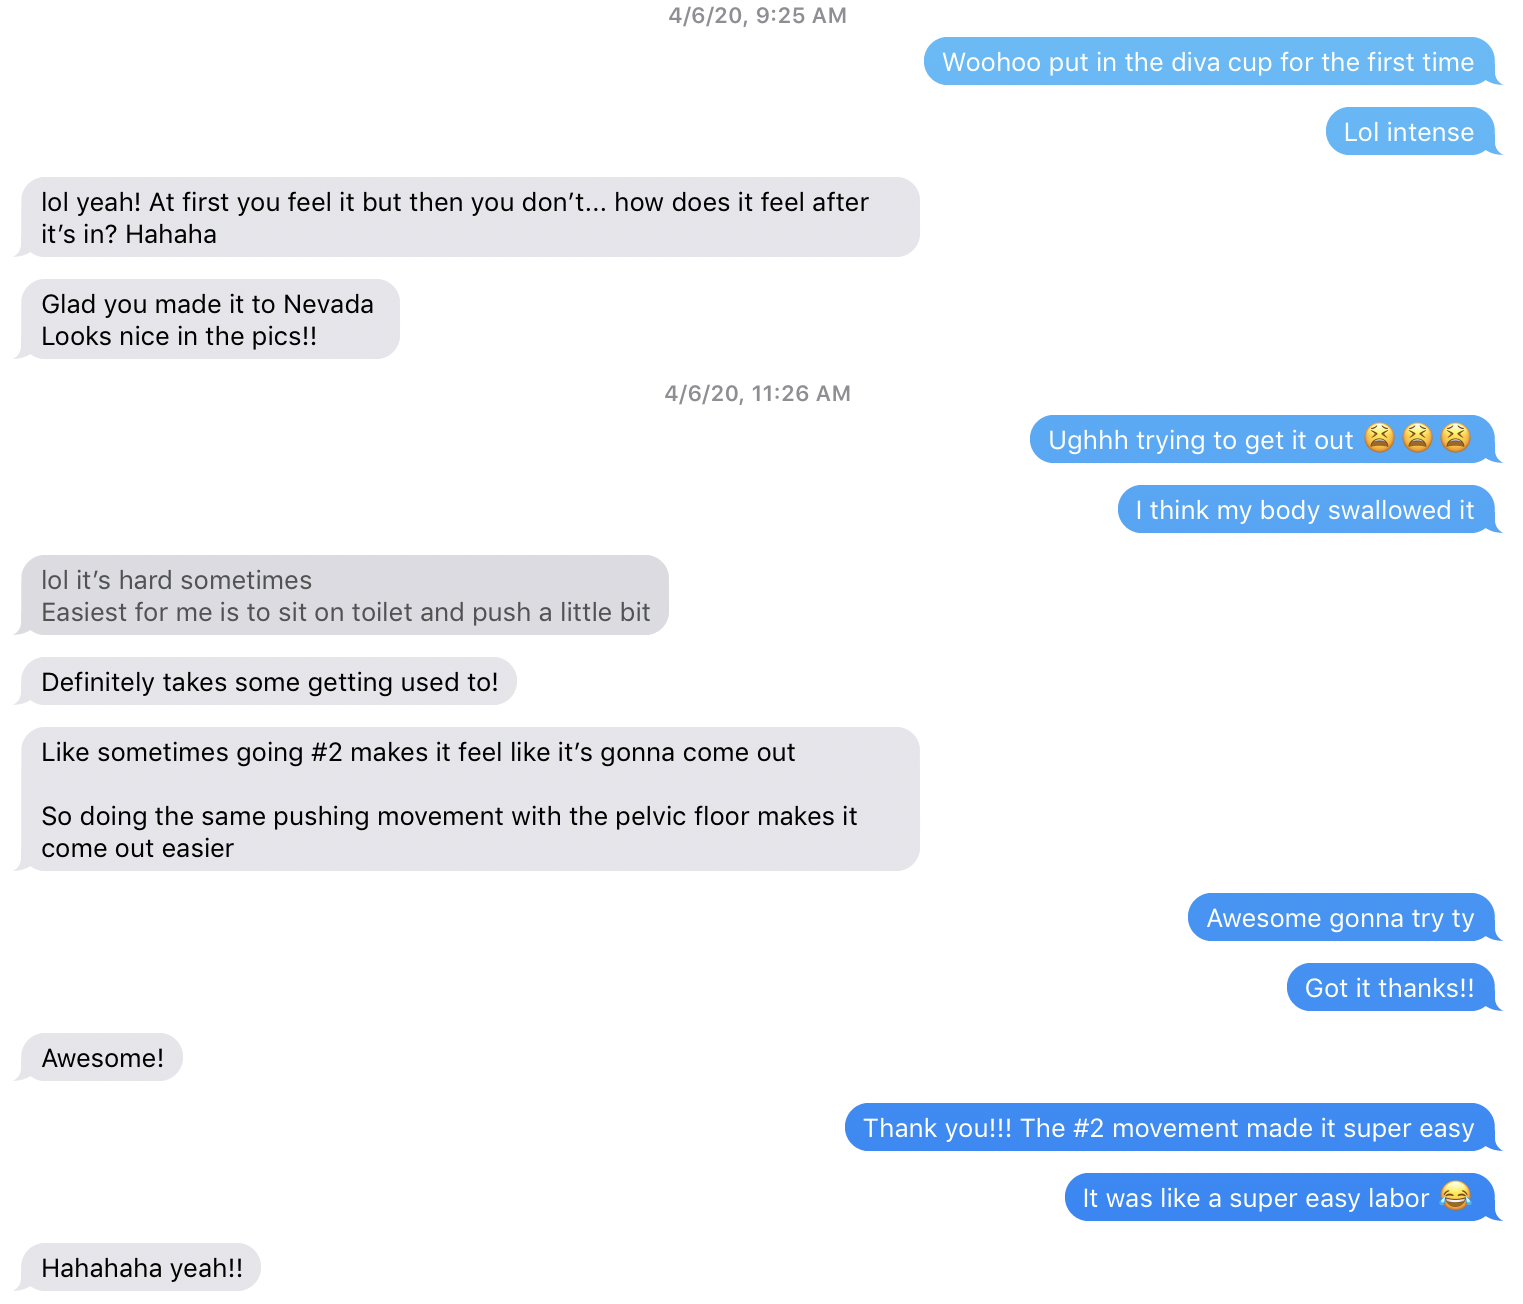 4/6/20, 9:25 AM
Woohoo put in the diva cup for the first time
Lol intense
lol yeah! At first you feel it but then you don’t... how does it feel after
it’s in? Hahaha
Glad you made it to Nevada
Looks nice in the pics!!
4/6/20, 11:26 AM
Ughhh trying to get it out 😫 😫 😫
I think my body swallowed it
lol it’s hard sometimes
Easiest for me is to sit on toilet and push a little bit
Definitely takes some getting used to!
Like sometimes going #2 makes it feel like it’s gonna come out
So doing the same pushing movement with the pelvic floor makes it
come out easier
Awesome gonna try ty
Got it thanks!!
Awesome!
Thank you!!! The #2 movement made it super easy
It was like a super easy labor 😂
Hahahaha yeah!!